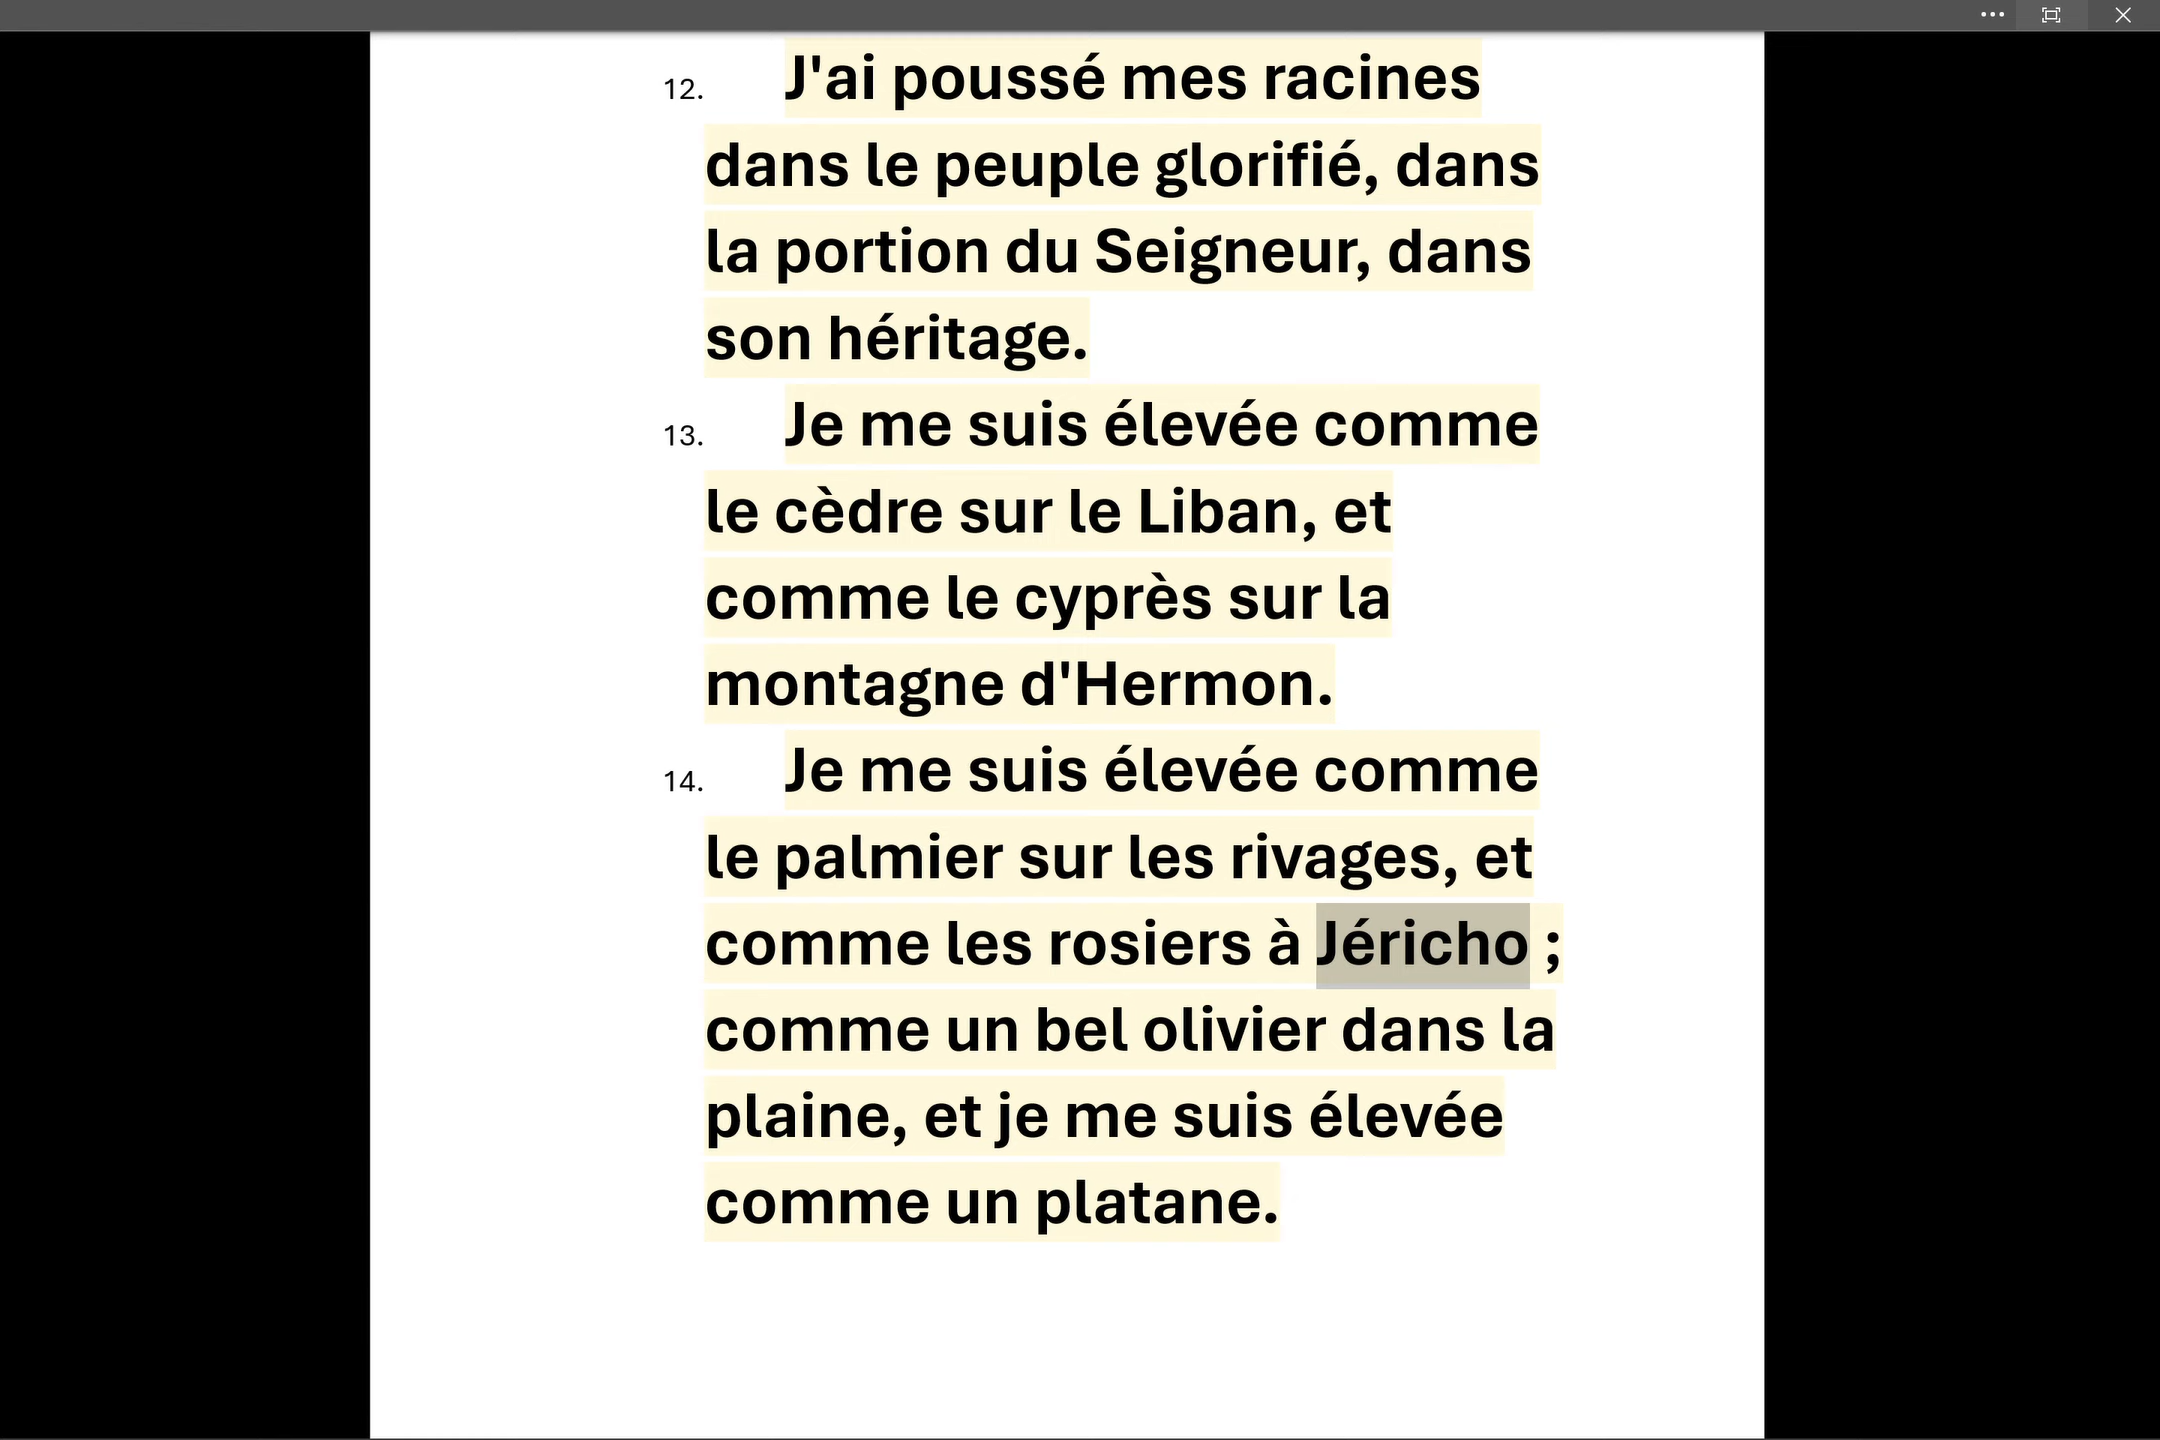 12. J'ai poussé mes racines
dans le peuple glorifié, dans
la portion du Seigneur, dans
son héritage.
13. Je me suis élevée comme
le cèdre sur le Liban, et
comme le cyprès sur la
montagne d'Hermon.
14. Je me suis élevée comme
le palmier sur les rivages, et
comme les rosiers à Jéricho ;
comme un bel olivier dans la
plaine, et je me suis élevée
comme un platane.